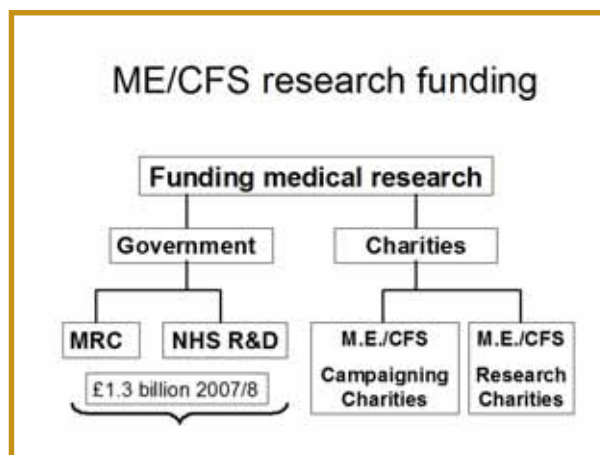 ME/CFS research funding
Funding medical research
Government
Charities
MRC
NHS R&D
£1.3 billion 2007/8
M.E./CFS
Campaigning
Charities
M.E./CFS
Research
Charities